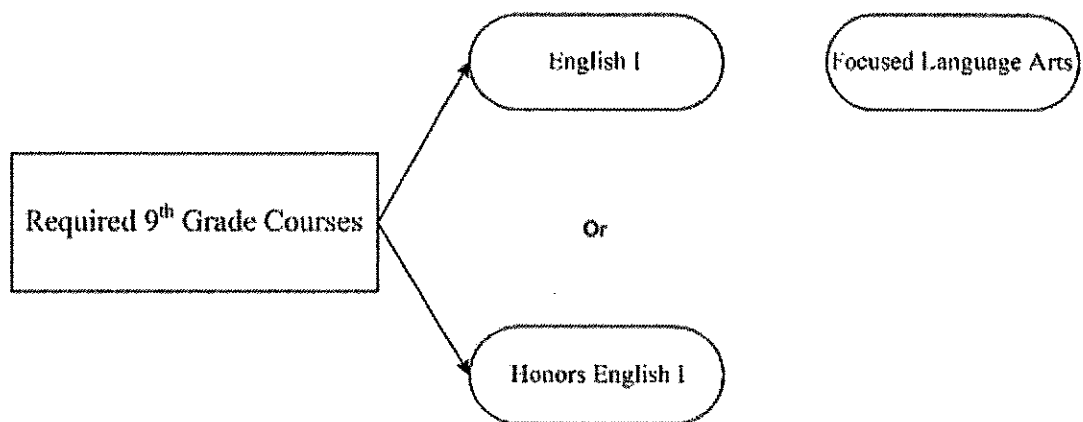 English I
Focused Language Arts
Required 9th Grade Courses
Or
Honors English I